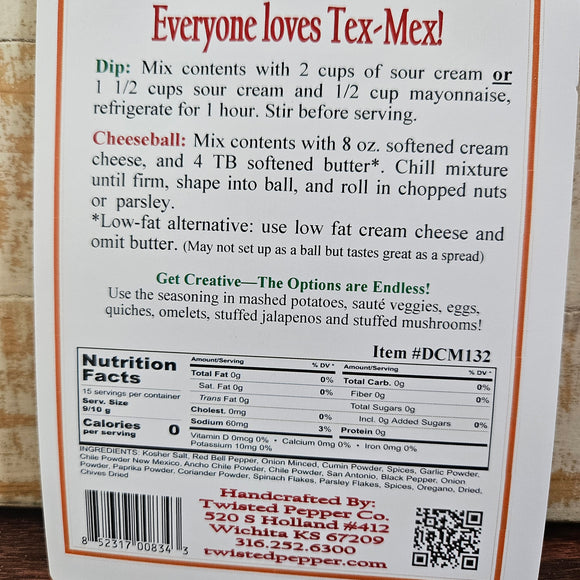 Everyone loves Tex-Mex!
Dip: Mix contents with 2 cups of sour cream or
1 1/2 cups sour cream and 1/2 cup mayonnaise,
refrigerate for 1 hour. Stir before serving.
Cheeseball: Mix contents with 8 oz. softened cream
cheese, and 4 TB softened butter*. Chill mixture
until firm, shape into ball, and roll in chopped nuts
or parsley.
*Low-fat alternative: use low fat cream cheese and
omit butter. (May not set up as a ball but tastes great as a spread)
Get Creative—The Options are Endless!
Use the seasoning in mashed potatoes, sauté veggies, eggs,
quiches, omelets, stuffed jalapenos and stuffed mushrooms!
Item #DCM132
Nutrition
Facts
15 servings per container
Serv. Size
9/10 g
Calories 0
per serving
Amount/Serving % DV*
Total Fat 0g 0%
Sat. Fat 0g 0%
Trans Fat 0g
Cholest. 0mg 0%
Sodium 60mg 3%
Amount/Serving % DV*
Total Carb. 0g 0%
Fiber 0g 0%
Total Sugars 0g
Incl. 0g Added Sugars 0%
Protein 0g 0%
Vitamin D 0mcg 0% • Calcium 0mg 0% • Iron 0mg 0%
Potassium 10mg 0%
INGREDIENTS: Kosher Salt, Red Bell Pepper, Onion Minced, Cumin Powder, Spices, Garlic Powder,
Chile Powder New Mexico, Ancho Chile Powder, Chile Powder, San Antonio, Black Pepper, Onion
Powder, Paprika Powder, Coriander Powder, Spinach Flakes, Parsley Flakes, Spices, Oregano, Dried,
Chives Dried
Handcrafted By:
Twisted Pepper Co.
520 S Holland #412
Wichita KS 67209
316.252.6300
twistedpepper.com
8 52317 00834 3